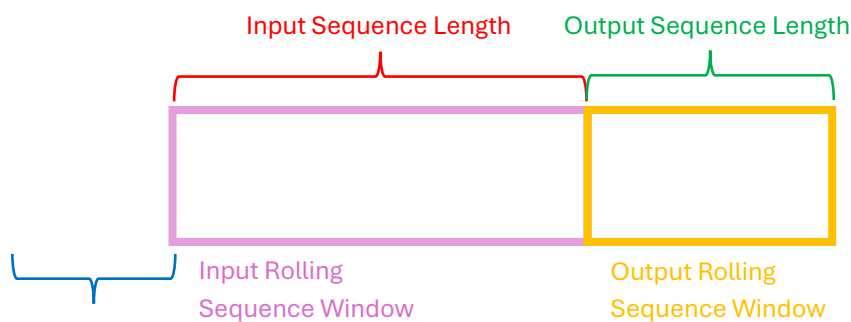 Input Sequence Length
Output Sequence Length
Input Rolling
Sequence Window
Output Rolling
Sequence Window